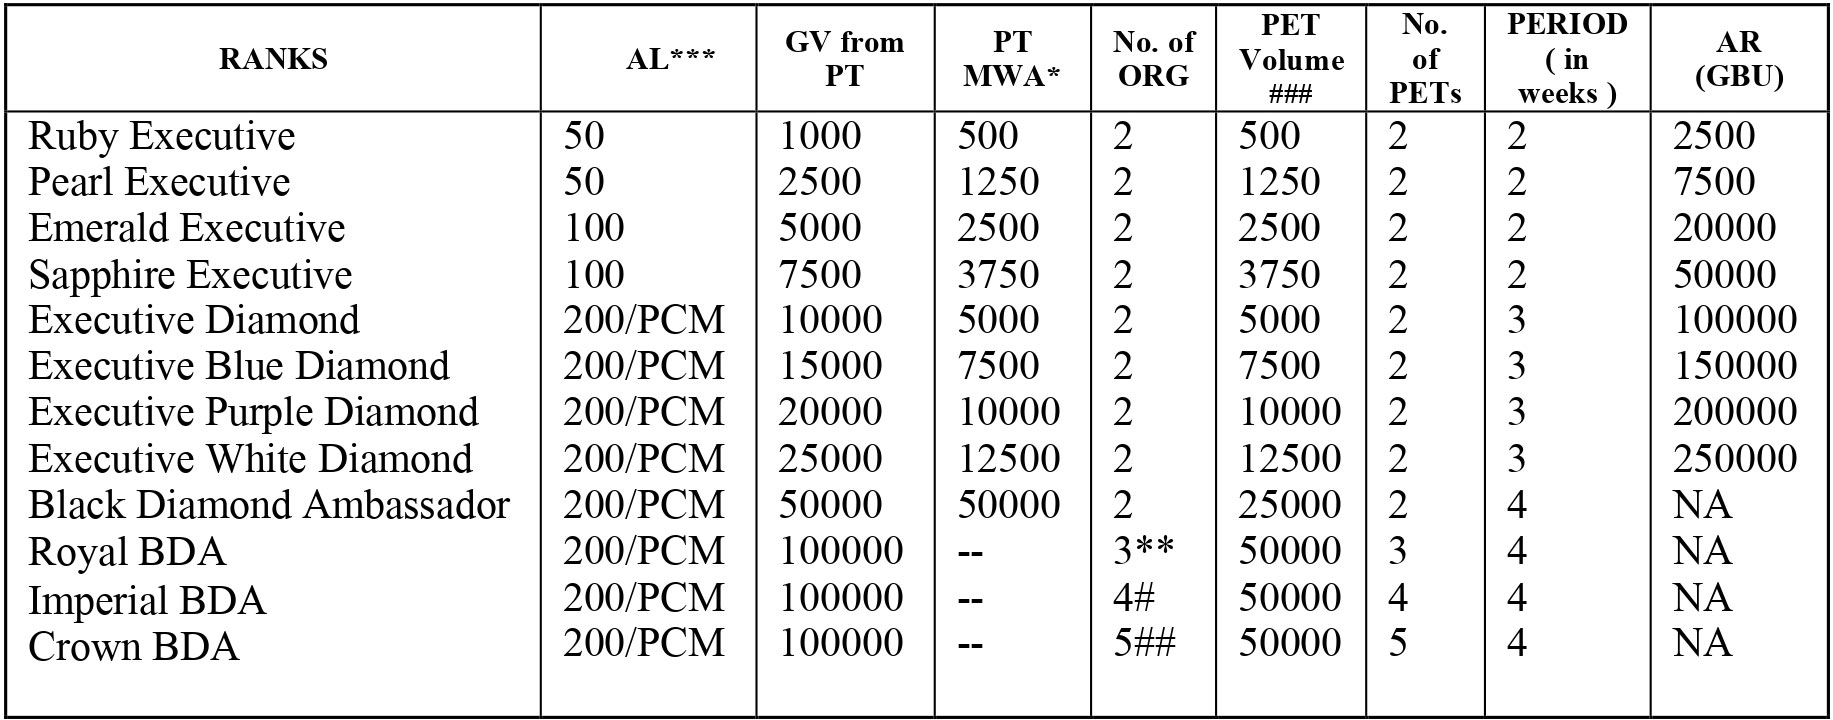 RANKS AL*** GV from PT PT MWA* No. of ORG PET Volume ### No. of PETs PERIOD ( in weeks ) AR (GBU)
Ruby Executive 50 1000 500 2 500 2 2 2500
Pearl Executive 50 2500 1250 2 1250 2 2 7500
Emerald Executive 100 5000 2500 2 2500 2 2 20000
Sapphire Executive 100 7500 3750 2 3750 2 2 50000
Executive Diamond 200/PCM 10000 5000 2 5000 2 3 100000
Executive Blue Diamond 200/PCM 15000 7500 2 7500 2 3 150000
Executive Purple Diamond 200/PCM 20000 10000 2 10000 2 3 200000
Executive White Diamond 200/PCM 25000 12500 2 12500 2 3 250000
Black Diamond Ambassador 200/PCM 50000 50000 2 25000 2 4 NA
Royal BDA 200/PCM 100000 -- 3** 50000 3 4 NA
Imperial BDA 200/PCM 100000 -- 4# 50000 4 4 NA
Crown BDA 200/PCM 100000 -- 5## 50000 5 4 NA